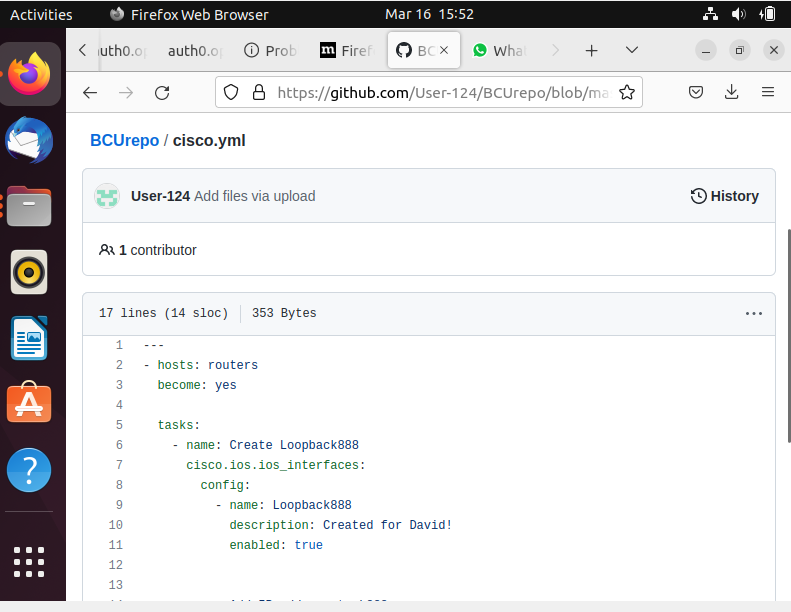 Activities
Firefox Web Browser
Mar 16 15:52
auth0.o
Prob
m Firef
BC
What
https://github.com/User-124/BCUrepo/blob/ma
BCUrepo / cisco.yml
User-124 Add files via upload
History
1 contributor
17 lines (14 sloc)
353 Bytes
1 ---
2 - hosts: routers
3 become: yes
4
5 tasks:
6 - name: Create Loopback888
7 cisco.ios.ios_interfaces:
8 config:
9 - name: Loopback888
10 description: Created for David!
11 enabled: true
12
13